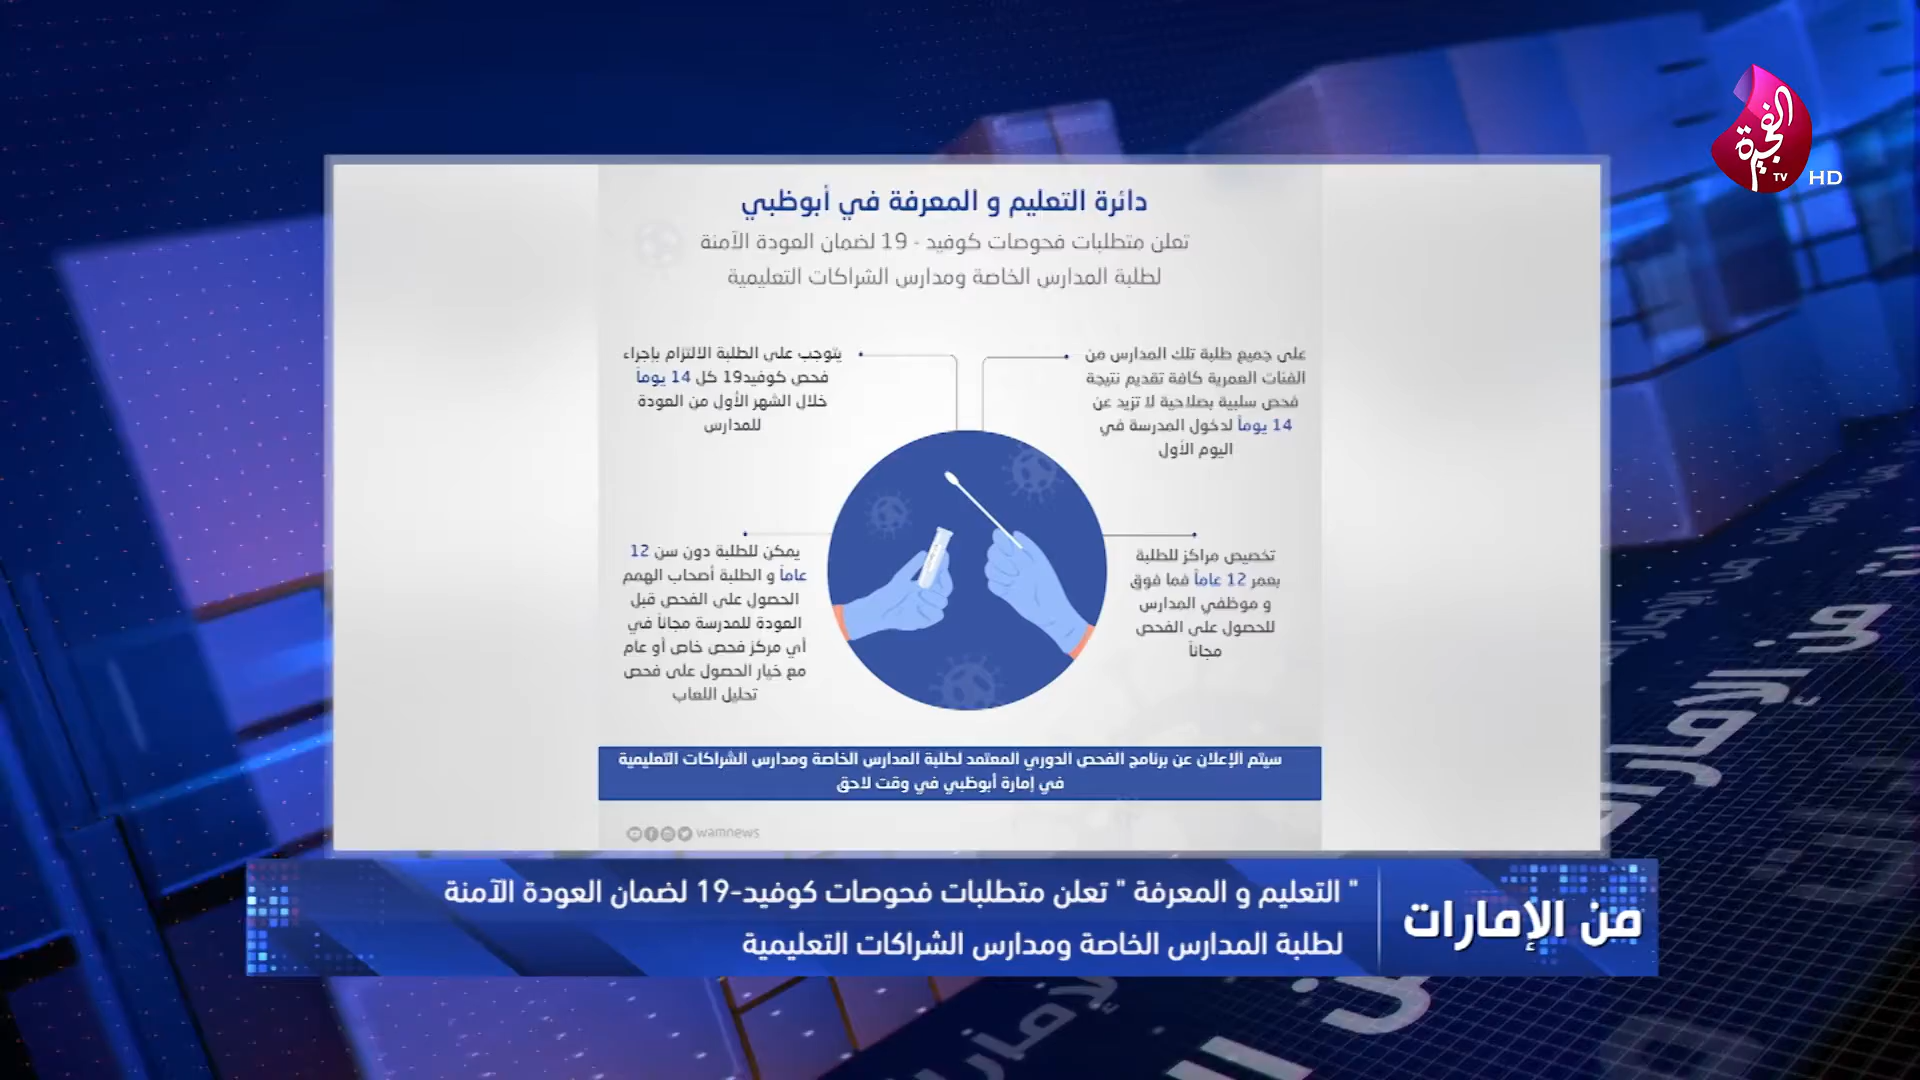 الفجيرة
TV HD
دائرة التعليم و المعرفة في أبوظبي
تعلن متطلبات فحوصات كوفيد - 19 لضمان العودة الآمنة
لطلبة المدارس الخاصة ومدارس الشراكات التعليمية
على جميع طلبة تلك المدارس من
الفئات العمرية كافة تقديم نتيجة
فحص سلبية بصلاحية لا تزيد عن
14 يوماً لدخول المدرسة في
اليوم الأول
يتوجب على الطلبة الالتزام بإجراء
فحص كوفيد19 كل 14 يوماً
خلال الشهر الأول من العودة
للمدارس
تخصيص مراكز للطلبة
بعمر 12 عاماً فما فوق
و موظفي المدارس
للحصول على الفحص
مجاناً
يمكن للطلبة دون سن 12
عاماً و الطلبة أصحاب الهمم
الحصول على الفحص قبل
العودة للمدرسة مجاناً في
أي مركز فحص خاص أو عام
مع خيار الحصول على فحص
تحليل اللعاب
سيتم الإعلان عن برنامج الفحص الدوري المعتمد لطلبة المدارس الخاصة ومدارس الشراكات التعليمية
في إمارة أبوظبي في وقت لاحق
wamnews
من الإمارات
" التعليم و المعرفة " تعلن متطلبات فحوصات كوفيد-19 لضمان العودة الآمنة
لطلبة المدارس الخاصة ومدارس الشراكات التعليمية
من الإمارات